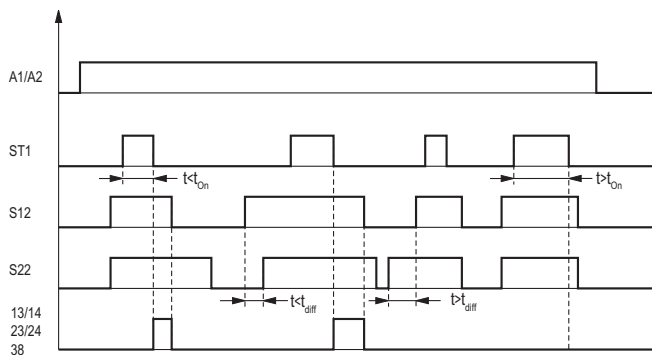 A1/A2
ST1
t<tOn
t>tOn
S12
S22
t<tdiff
t>tdiff
13/14
23/24
38